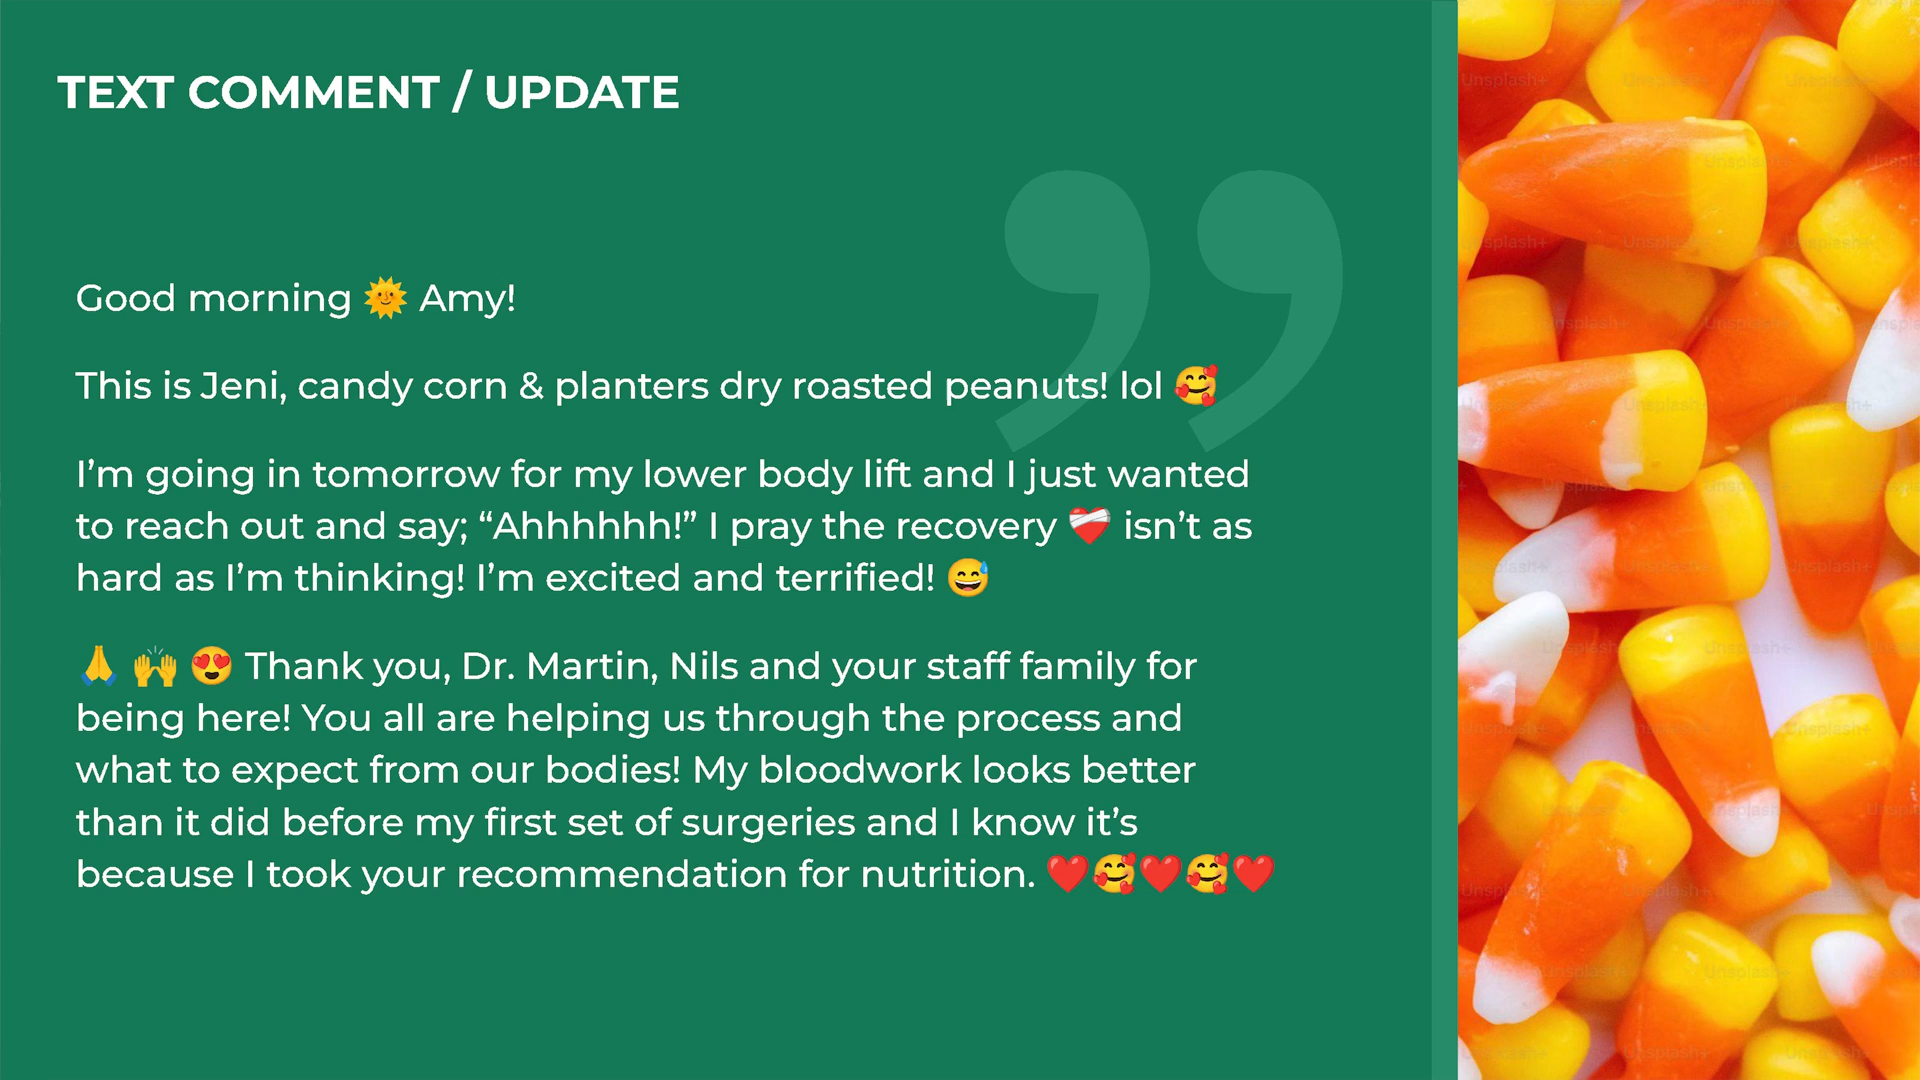 TEXT COMMENT / UPDATE
Good morning 🌞 Amy!
This is Jeni, candy corn & planters dry roasted peanuts! lol 🥰
I’m going in tomorrow for my lower body lift and I just wanted
to reach out and say; “Ahhhhhh!” I pray the recovery ❤️‍🩹 isn’t as
hard as I’m thinking! I’m excited and terrified! 😅
🙏 🙌 😍 Thank you, Dr. Martin, Nils and your staff family for
being here! You all are helping us through the process and
what to expect from our bodies! My bloodwork looks better
than it did before my first set of surgeries and I know it’s
because I took your recommendation for nutrition. ❤️🥰❤️🥰❤️
Unsplash+